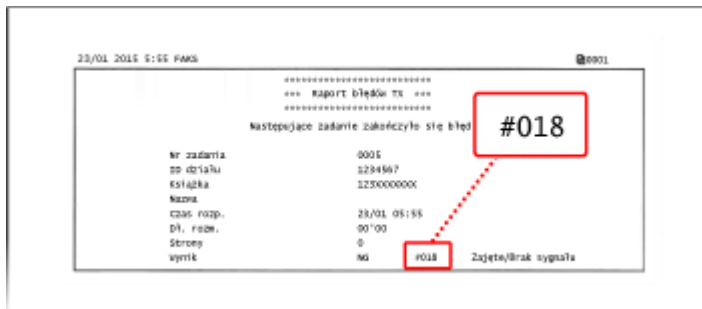 23/01 2015 5:55 FAKS 0001
***************************
*** Raport błędów TX ***
***************************
Następujące zadanie zakończyło się błęd
#018
Nr zadania 0005
ID działu 1234567
Książka 123XXXXXXX
Nazwa
Czas rozp. 23/01 05:55
Dł. rozm. 00'00
Strony 0
Wynik NG #018 Zajęte/Brak sygnału